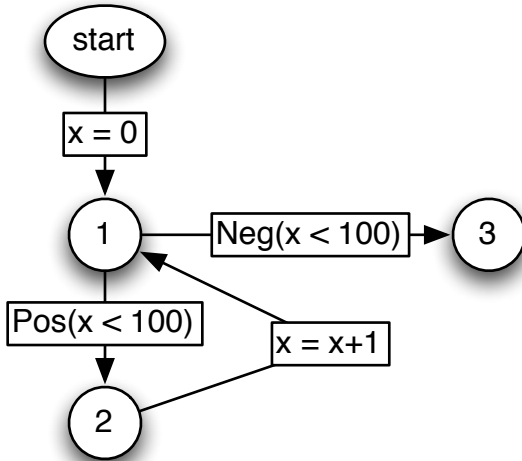 start
x = 0
1
Neg(x < 100)
3
Pos(x < 100)
x = x+1
2